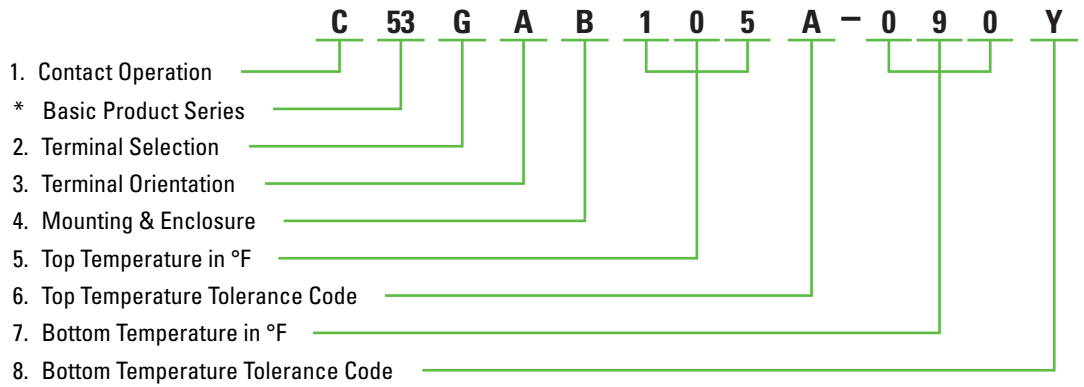 C 53 G A B 1 0 5 A – 0 9 0 Y
1. Contact Operation
* Basic Product Series
2. Terminal Selection
3. Terminal Orientation
4. Mounting & Enclosure
5. Top Temperature in °F
6. Top Temperature Tolerance Code
7. Bottom Temperature in °F
8. Bottom Temperature Tolerance Code